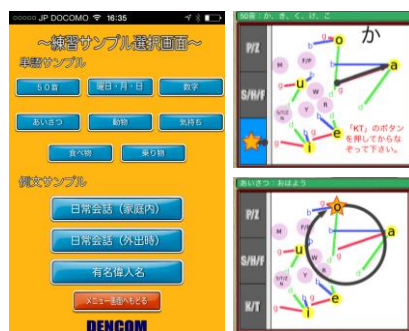 JP DOCOMO 16:35
〜練習サンプル選択画面〜
単語サンプル
50音
曜日・月・日
数字
あいさつ
動物
気持ち
食べ物
乗り物
例文サンプル
日常会話（家庭内）
日常会話（外出時）
有名偉人名
メニュー画面へもどる
DENCOM
50音：か、き、く、け、こ
か
P/Z
S/H/F
M
F/P
W
Y
R
S/T/Z
N
o
a
u
i
e
b
g
d
「KT」のボタン
を押してからな
ぞって下さい。
あいさつ：おはよう
P/Z
S/H/F
K/T
M
F/P
W
Y
R
S/T/Z
N
o
a
u
i
e
b
g
d